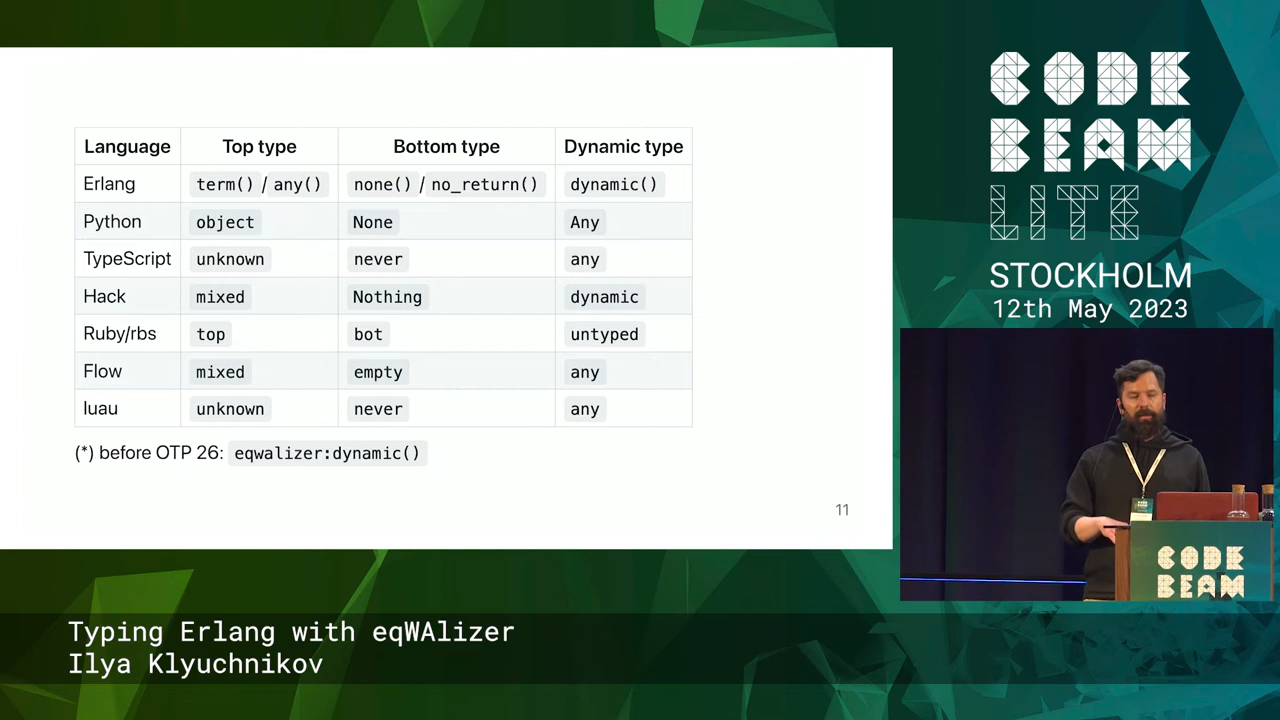 Language Top type Bottom type Dynamic type
Erlang term() / any() none() / no_return() dynamic()
Python object None Any
TypeScript unknown never any
Hack mixed Nothing dynamic
Ruby/rbs top bot untyped
Flow mixed empty any
luau unknown never any
(*) before OTP 26: eqwalizer:dynamic()
11
CODE
BEAM
LITE
STOCKHOLM
12th May 2023
CODE
BEAM
Typing Erlang with eqWAlizer
Ilya Klyuchnikov